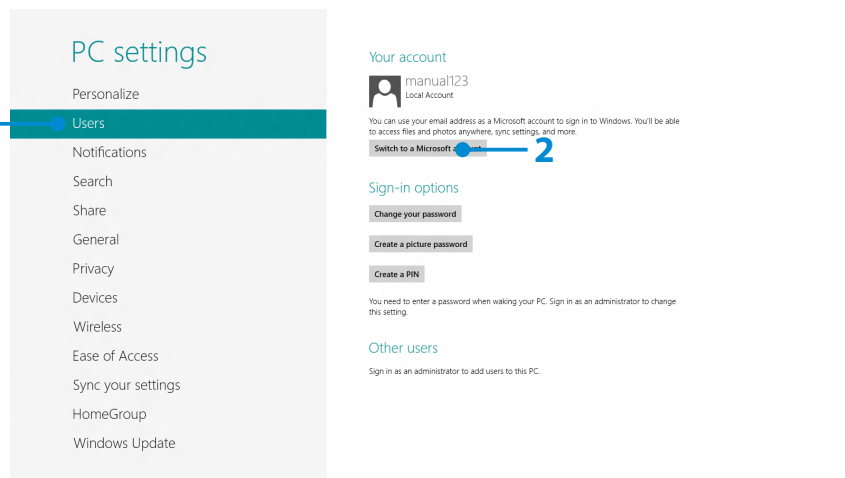 PC settings
Personalize
Users
Notifications
Search
Share
General
Privacy
Devices
Wireless
Ease of Access
Sync your settings
HomeGroup
Windows Update
Your account
manual123
Local Account
You can use your email address as a Microsoft account to sign in to Windows. You'll be able
to access files and photos anywhere, sync settings, and more.
Switch to a Microsoft account
2
Sign-in options
Change your password
Create a picture password
Create a PIN
You need to enter a password when waking your PC. Sign in as an administrator to change
this setting.
Other users
Sign in as an administrator to add users to this PC.